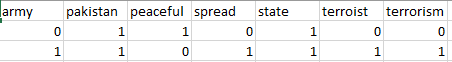 army pakistan peaceful spread state terroist terrorism
0 1 1 0 1 0 0
1 1 0 1 1 1 1